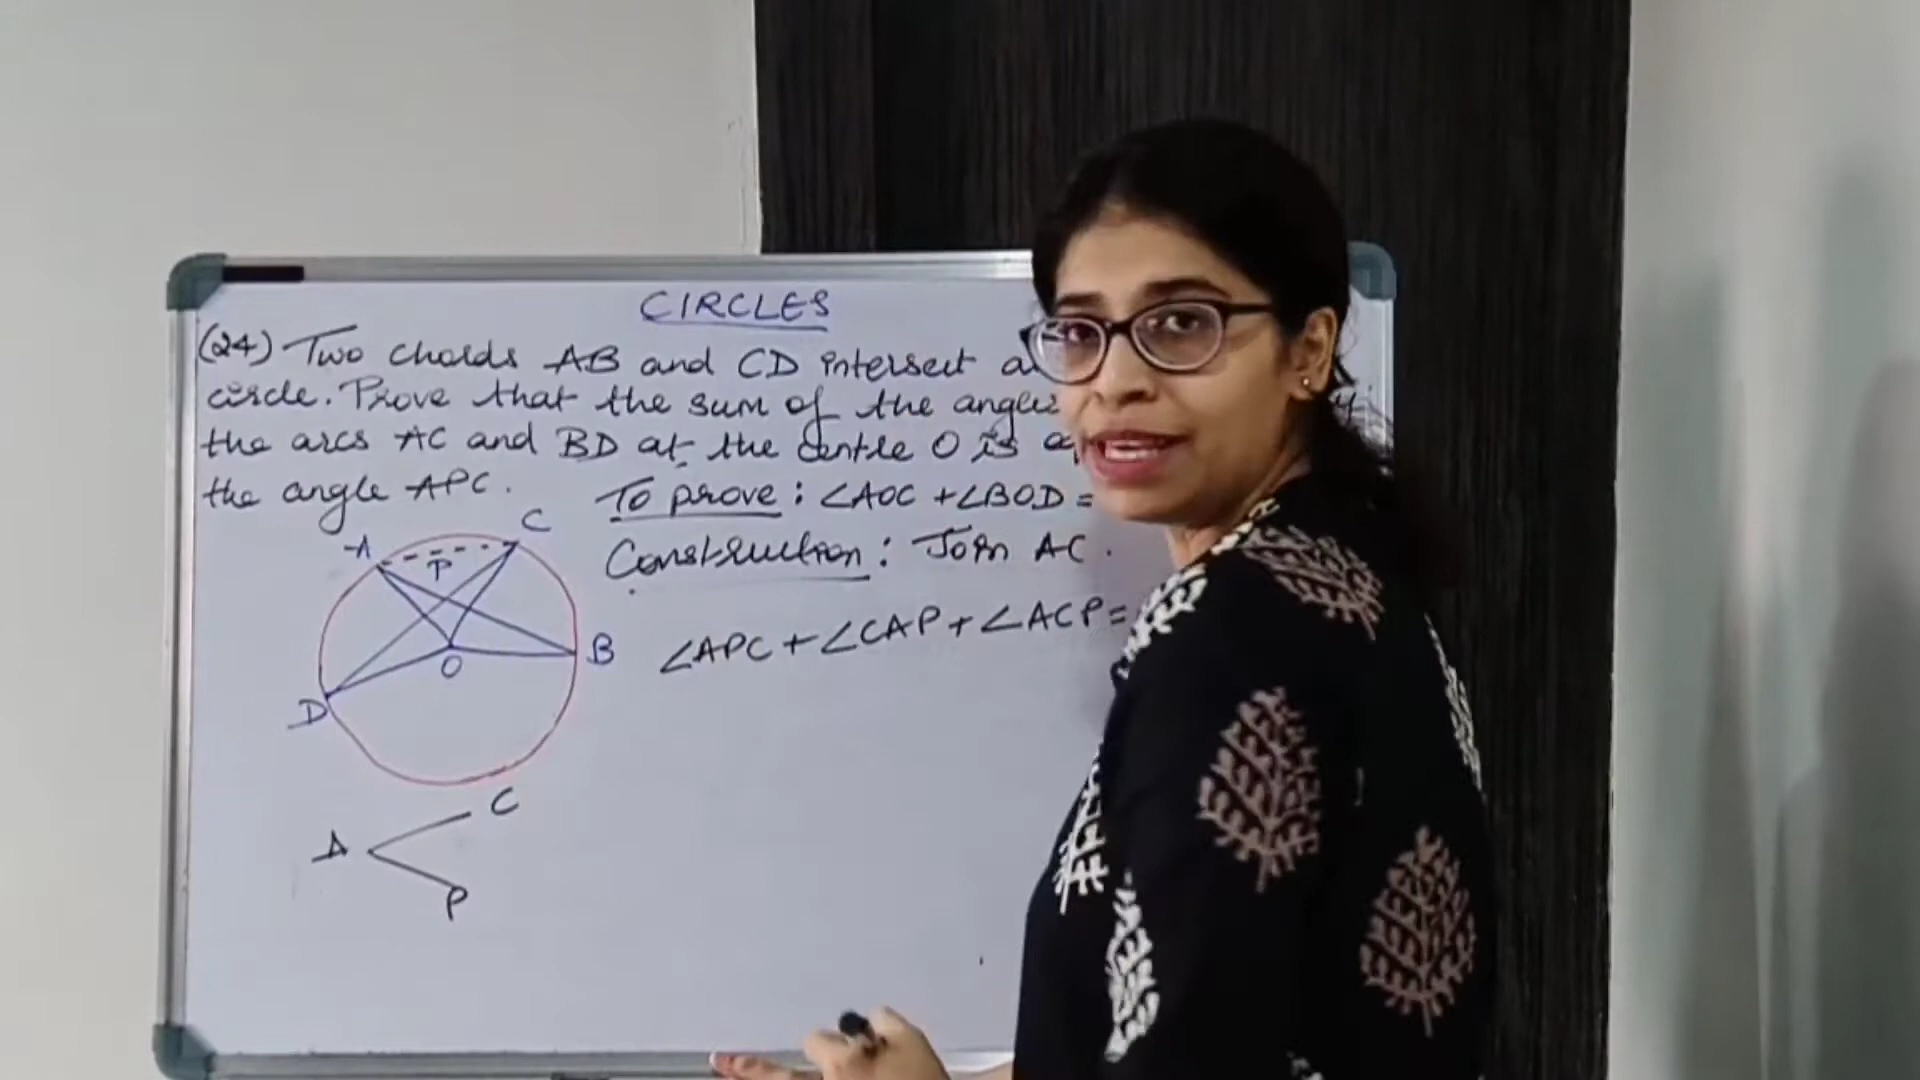 CIRCLES
(24) Two chords AB and CD intersect
circle. Prove that the sum of the angles
the arcs AC and BD at the centre O is
the angle APC.
To prove : ∠AOC + ∠BOD =
Construction : Join AC.
∠APC + ∠CAP + ∠ACP =
A
C
P
O
B
D
A
C
P